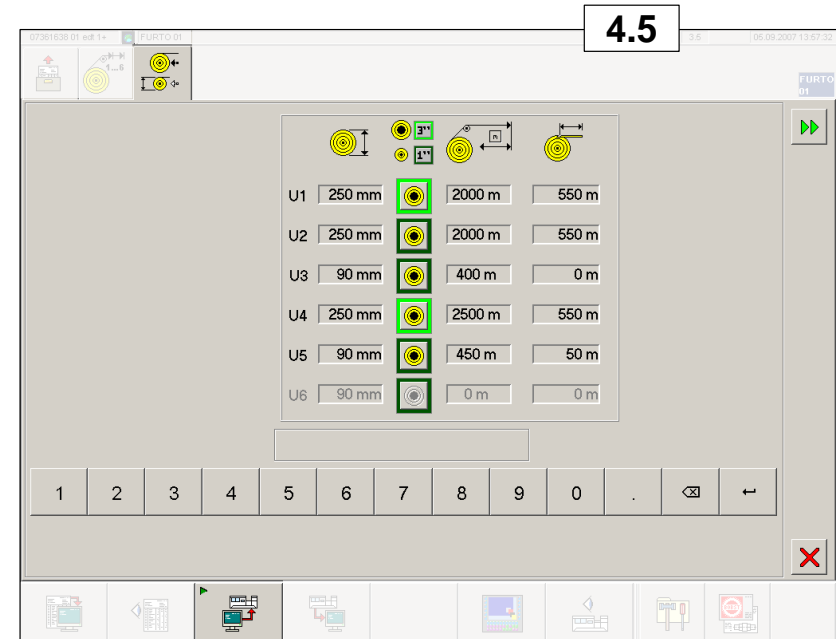 4.5
07361638 01 edt 1+ FURTO 01 3.6 05.09.2007 13:57:32
1...6
FURTO
01
3"
m
1"
U1 250 mm 2000 m 550 m
U2 250 mm 2000 m 550 m
U3 90 mm 400 m 0 m
U4 250 mm 2500 m 550 m
U5 90 mm 450 m 50 m
U6 90 mm 0 m 0 m
1 2 3 4 5 6 7 8 9 0 .